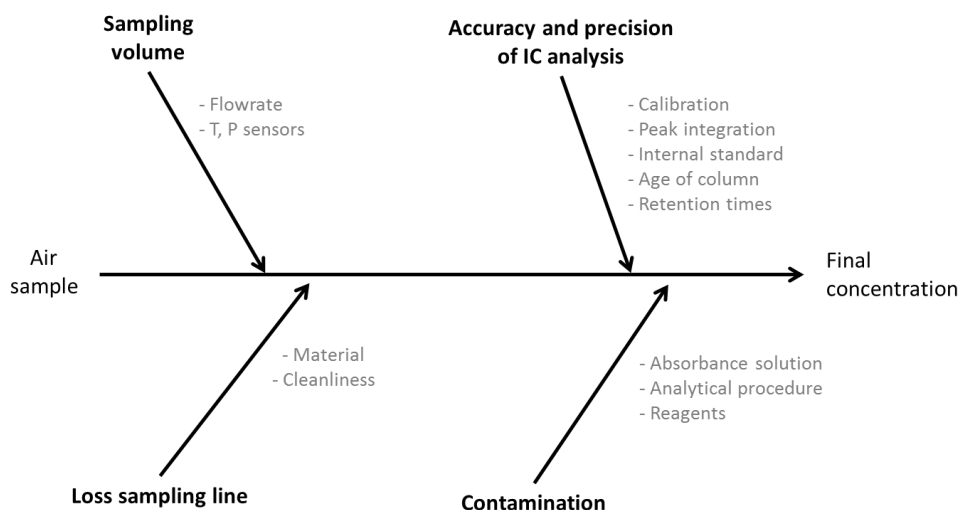 Sampling
volume
- Flowrate
- T, P sensors
Accuracy and precision
of IC analysis
- Calibration
- Peak integration
- Internal standard
- Age of column
- Retention times
Air
sample
Final
concentration
- Material
- Cleanliness
Loss sampling line
- Absorbance solution
- Analytical procedure
- Reagents
Contamination